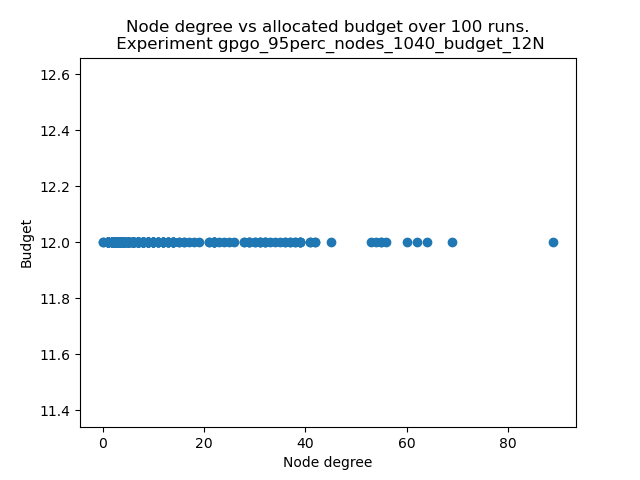 Node degree vs allocated budget over 100 runs.
Experiment gpgo_95perc_nodes_1040_budget_12N
12.6
12.4
12.2
12.0
11.8
11.6
11.4
Budget
0 20 40 60 80
Node degree